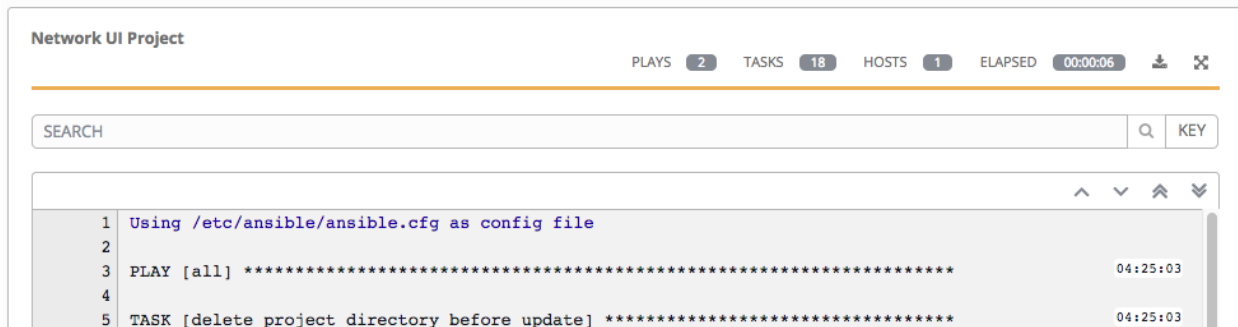 Network UI Project
PLAYS 2 TASKS 18 HOSTS 1 ELAPSED 00:00:06
SEARCH KEY
1 Using /etc/ansible/ansible.cfg as config file
2
3 PLAY [all] ********************************************************************* 04:25:03
4
5 TASK [delete project directory before update] ********************************** 04:25:03